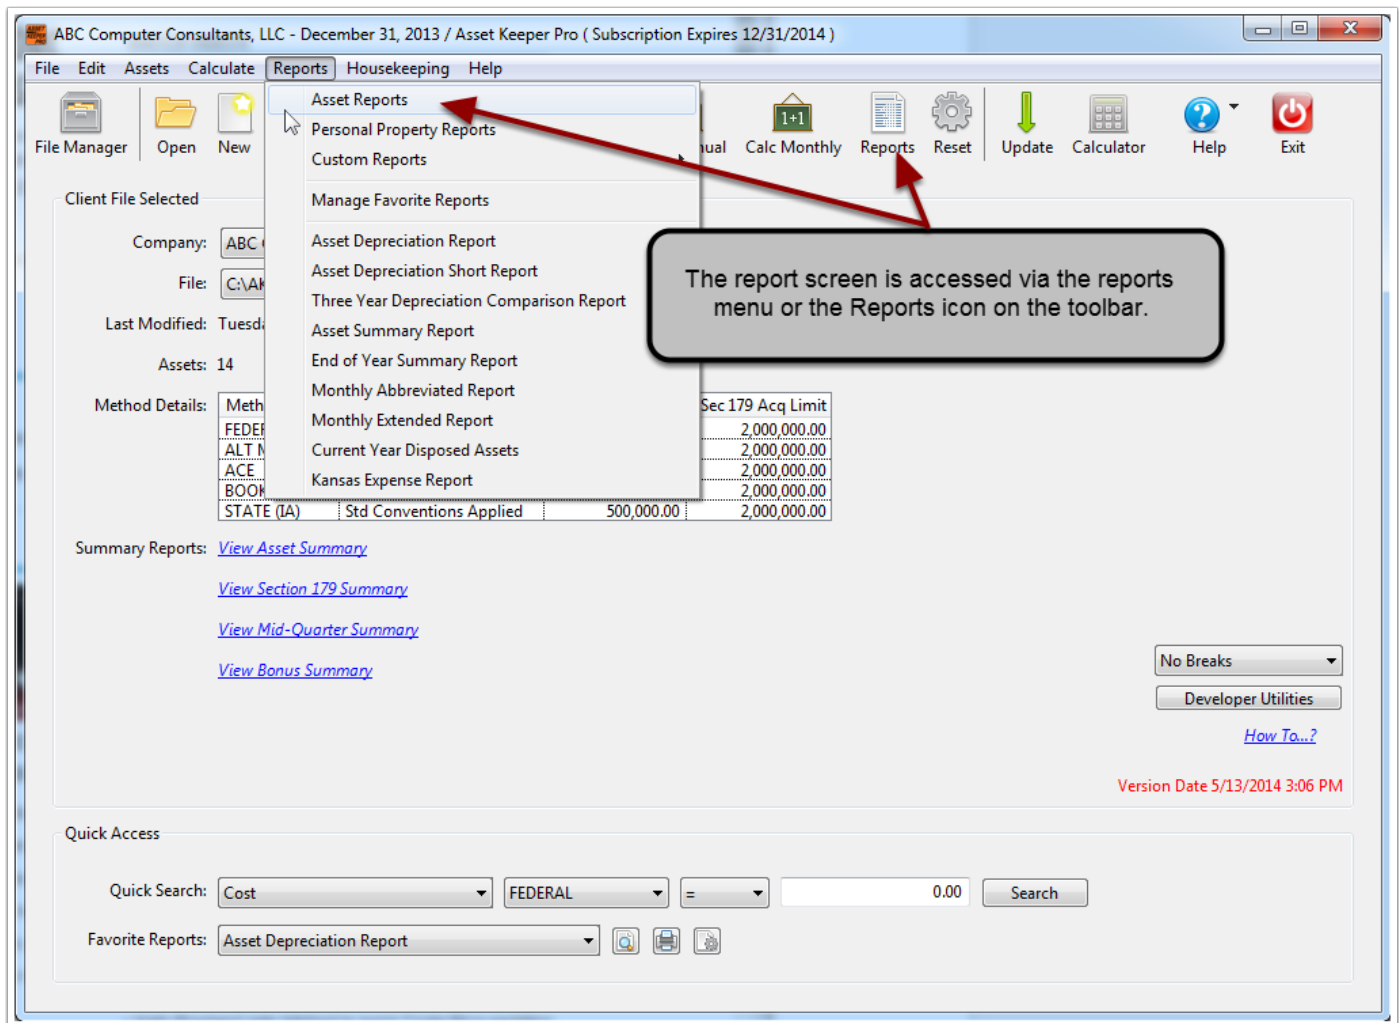 ABC Computer Consultants, LLC - December 31, 2013 / Asset Keeper Pro ( Subscription Expires 12/31/2014 )
File Edit Assets Calculate Reports Housekeeping Help
Asset Reports
Personal Property Reports
Custom Reports
Manage Favorite Reports
Asset Depreciation Report
Asset Depreciation Short Report
Three Year Depreciation Comparison Report
Asset Summary Report
End of Year Summary Report
Monthly Abbreviated Report
Monthly Extended Report
Current Year Disposed Assets
Kansas Expense Report
File Manager Open New Calc Monthly Reports Reset Update Calculator Help Exit
1+1
The report screen is accessed via the reports
menu or the Reports icon on the toolbar.
Client File Selected
Company: ABC
File:
Last Modified:
Assets: 14
Method Details:
Sec 179 Acq Limit
2,000,000.00
ALT 2,000,000.00
ACE 2,000,000.00
BOOK 2,000,000.00
STATE (IA) Std Conventions Applied 500,000.00 2,000,000.00
Summary Reports: View Asset Summary
View Section 179 Summary
View Mid-Quarter Summary
View Bonus Summary
No Breaks
Developer Utilities
How To...?
Version Date 5/13/2014 3:06 PM
Quick Access
Quick Search: Cost FEDERAL = 0.00 Search
Favorite Reports: Asset Depreciation Report